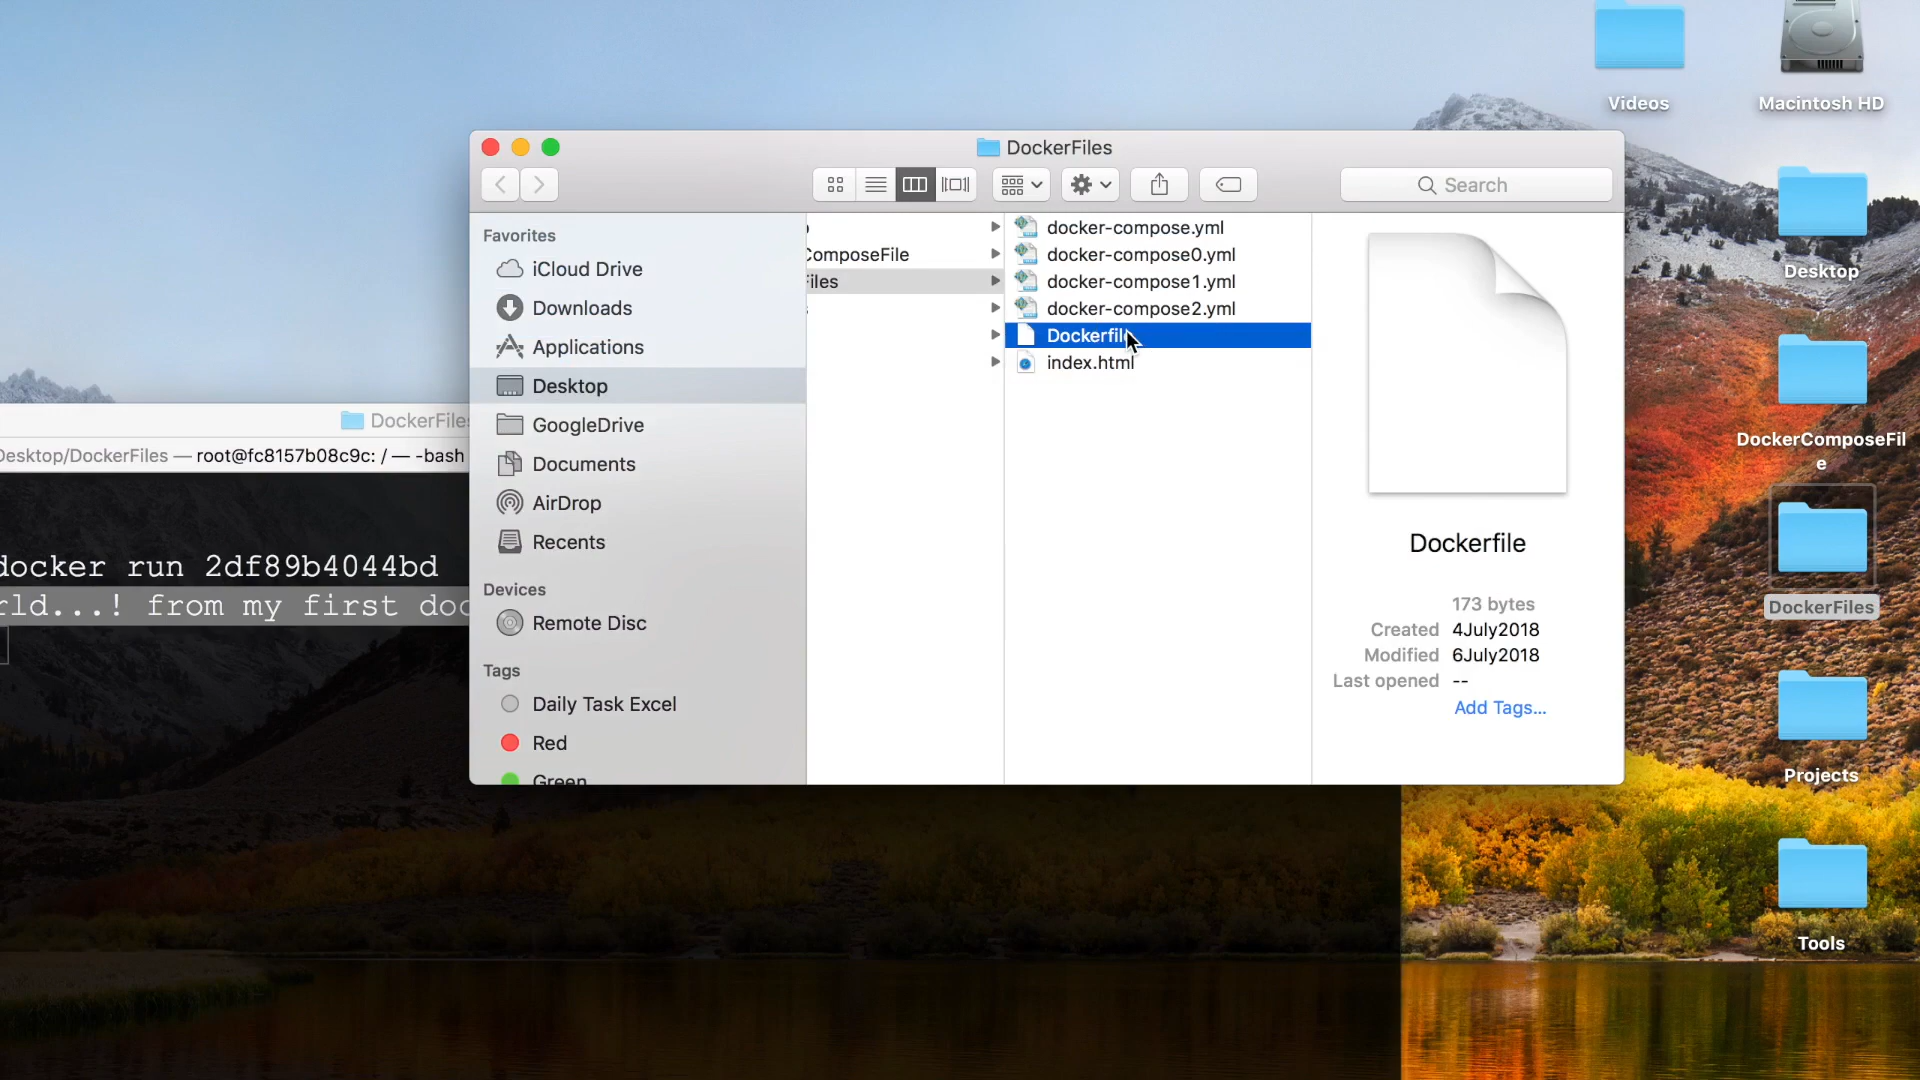 Videos
Macintosh HD
DockerFiles
Search
Favorites
iCloud Drive
Downloads
Applications
Desktop
GoogleDrive
Documents
AirDrop
Recents
Devices
Remote Disc
Tags
Daily Task Excel
Red
Green
ComposeFile
iles
docker-compose.yml
docker-compose0.yml
docker-compose1.yml
docker-compose2.yml
Dockerfile
index.html
Dockerfile
173 bytes
Created 4July2018
Modified 6July2018
Last opened --
Add Tags...
DockerFiles
Desktop/DockerFiles — root@fc8157b08c9c: / — -bash
docker run 2df89b4044bd
rld...! from my first doc
Desktop
DockerComposeFil
e
DockerFiles
Projects
Tools